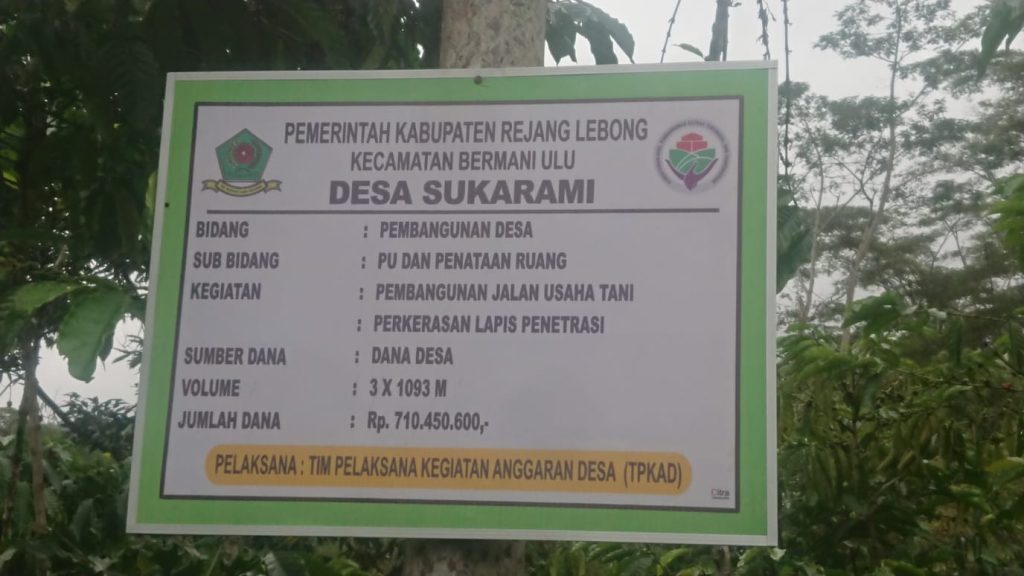 PEMERINTAH KABUPATEN REJANG LEBONG
KECAMATAN BERMANI ULU
DESA SUKARAMI
BIDANG : PEMBANGUNAN DESA
SUB BIDANG : PU DAN PENATAAN RUANG
KEGIATAN : PEMBANGUNAN JALAN USAHA TANI
: PERKERASAN LAPIS PENETRASI
SUMBER DANA : DANA DESA
VOLUME : 3 X 1093 M
JUMLAH DANA : Rp. 710.450.600,-
PELAKSANA : TIM PELAKSANA KEGIATAN ANGGARAN DESA (TPKAD)
Citra